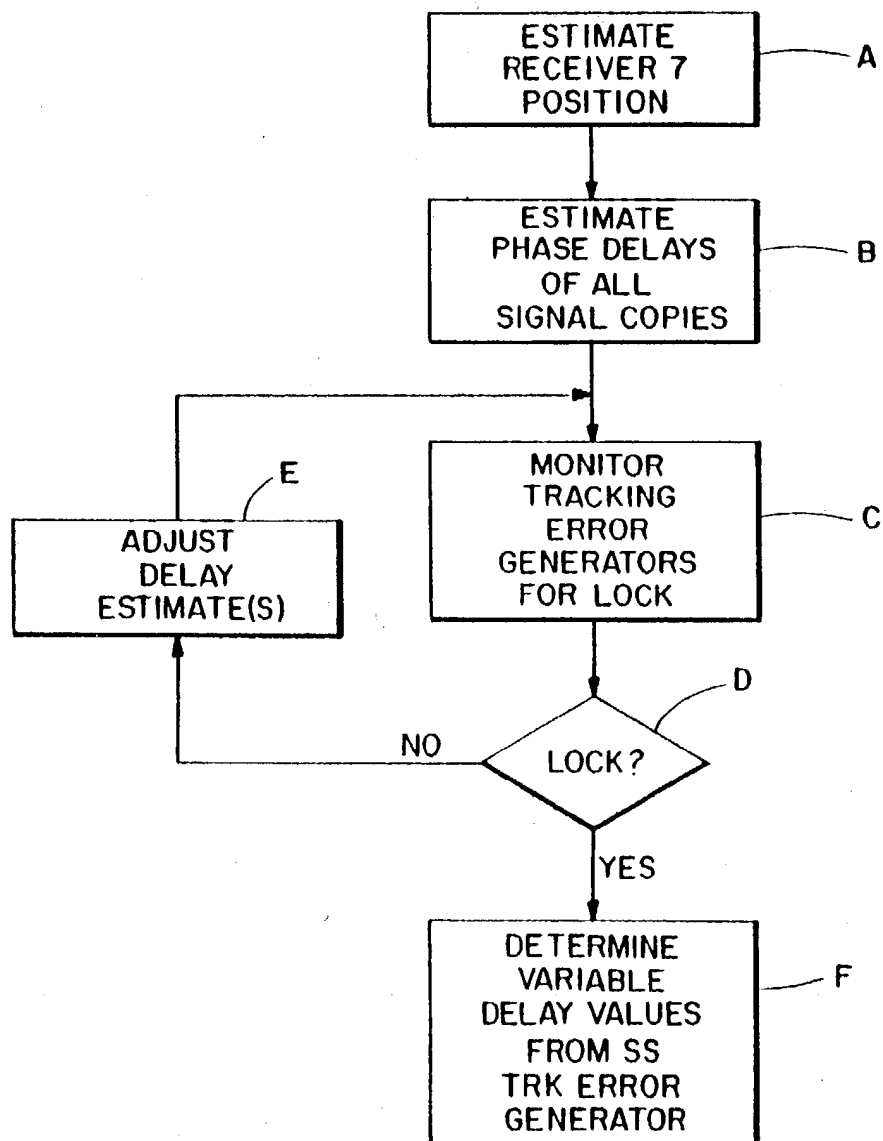 ESTIMATE
RECEIVER 7
POSITION
A
ESTIMATE
PHASE DELAYS
OF ALL
SIGNAL COPIES
B
MONITOR
TRACKING
ERROR
GENERATORS
FOR LOCK
C
E
ADJUST
DELAY
ESTIMATE(S)
D
NO
LOCK?
YES
DETERMINE
VARIABLE
DELAY VALUES
FROM SS
TRK ERROR
GENERATOR
F